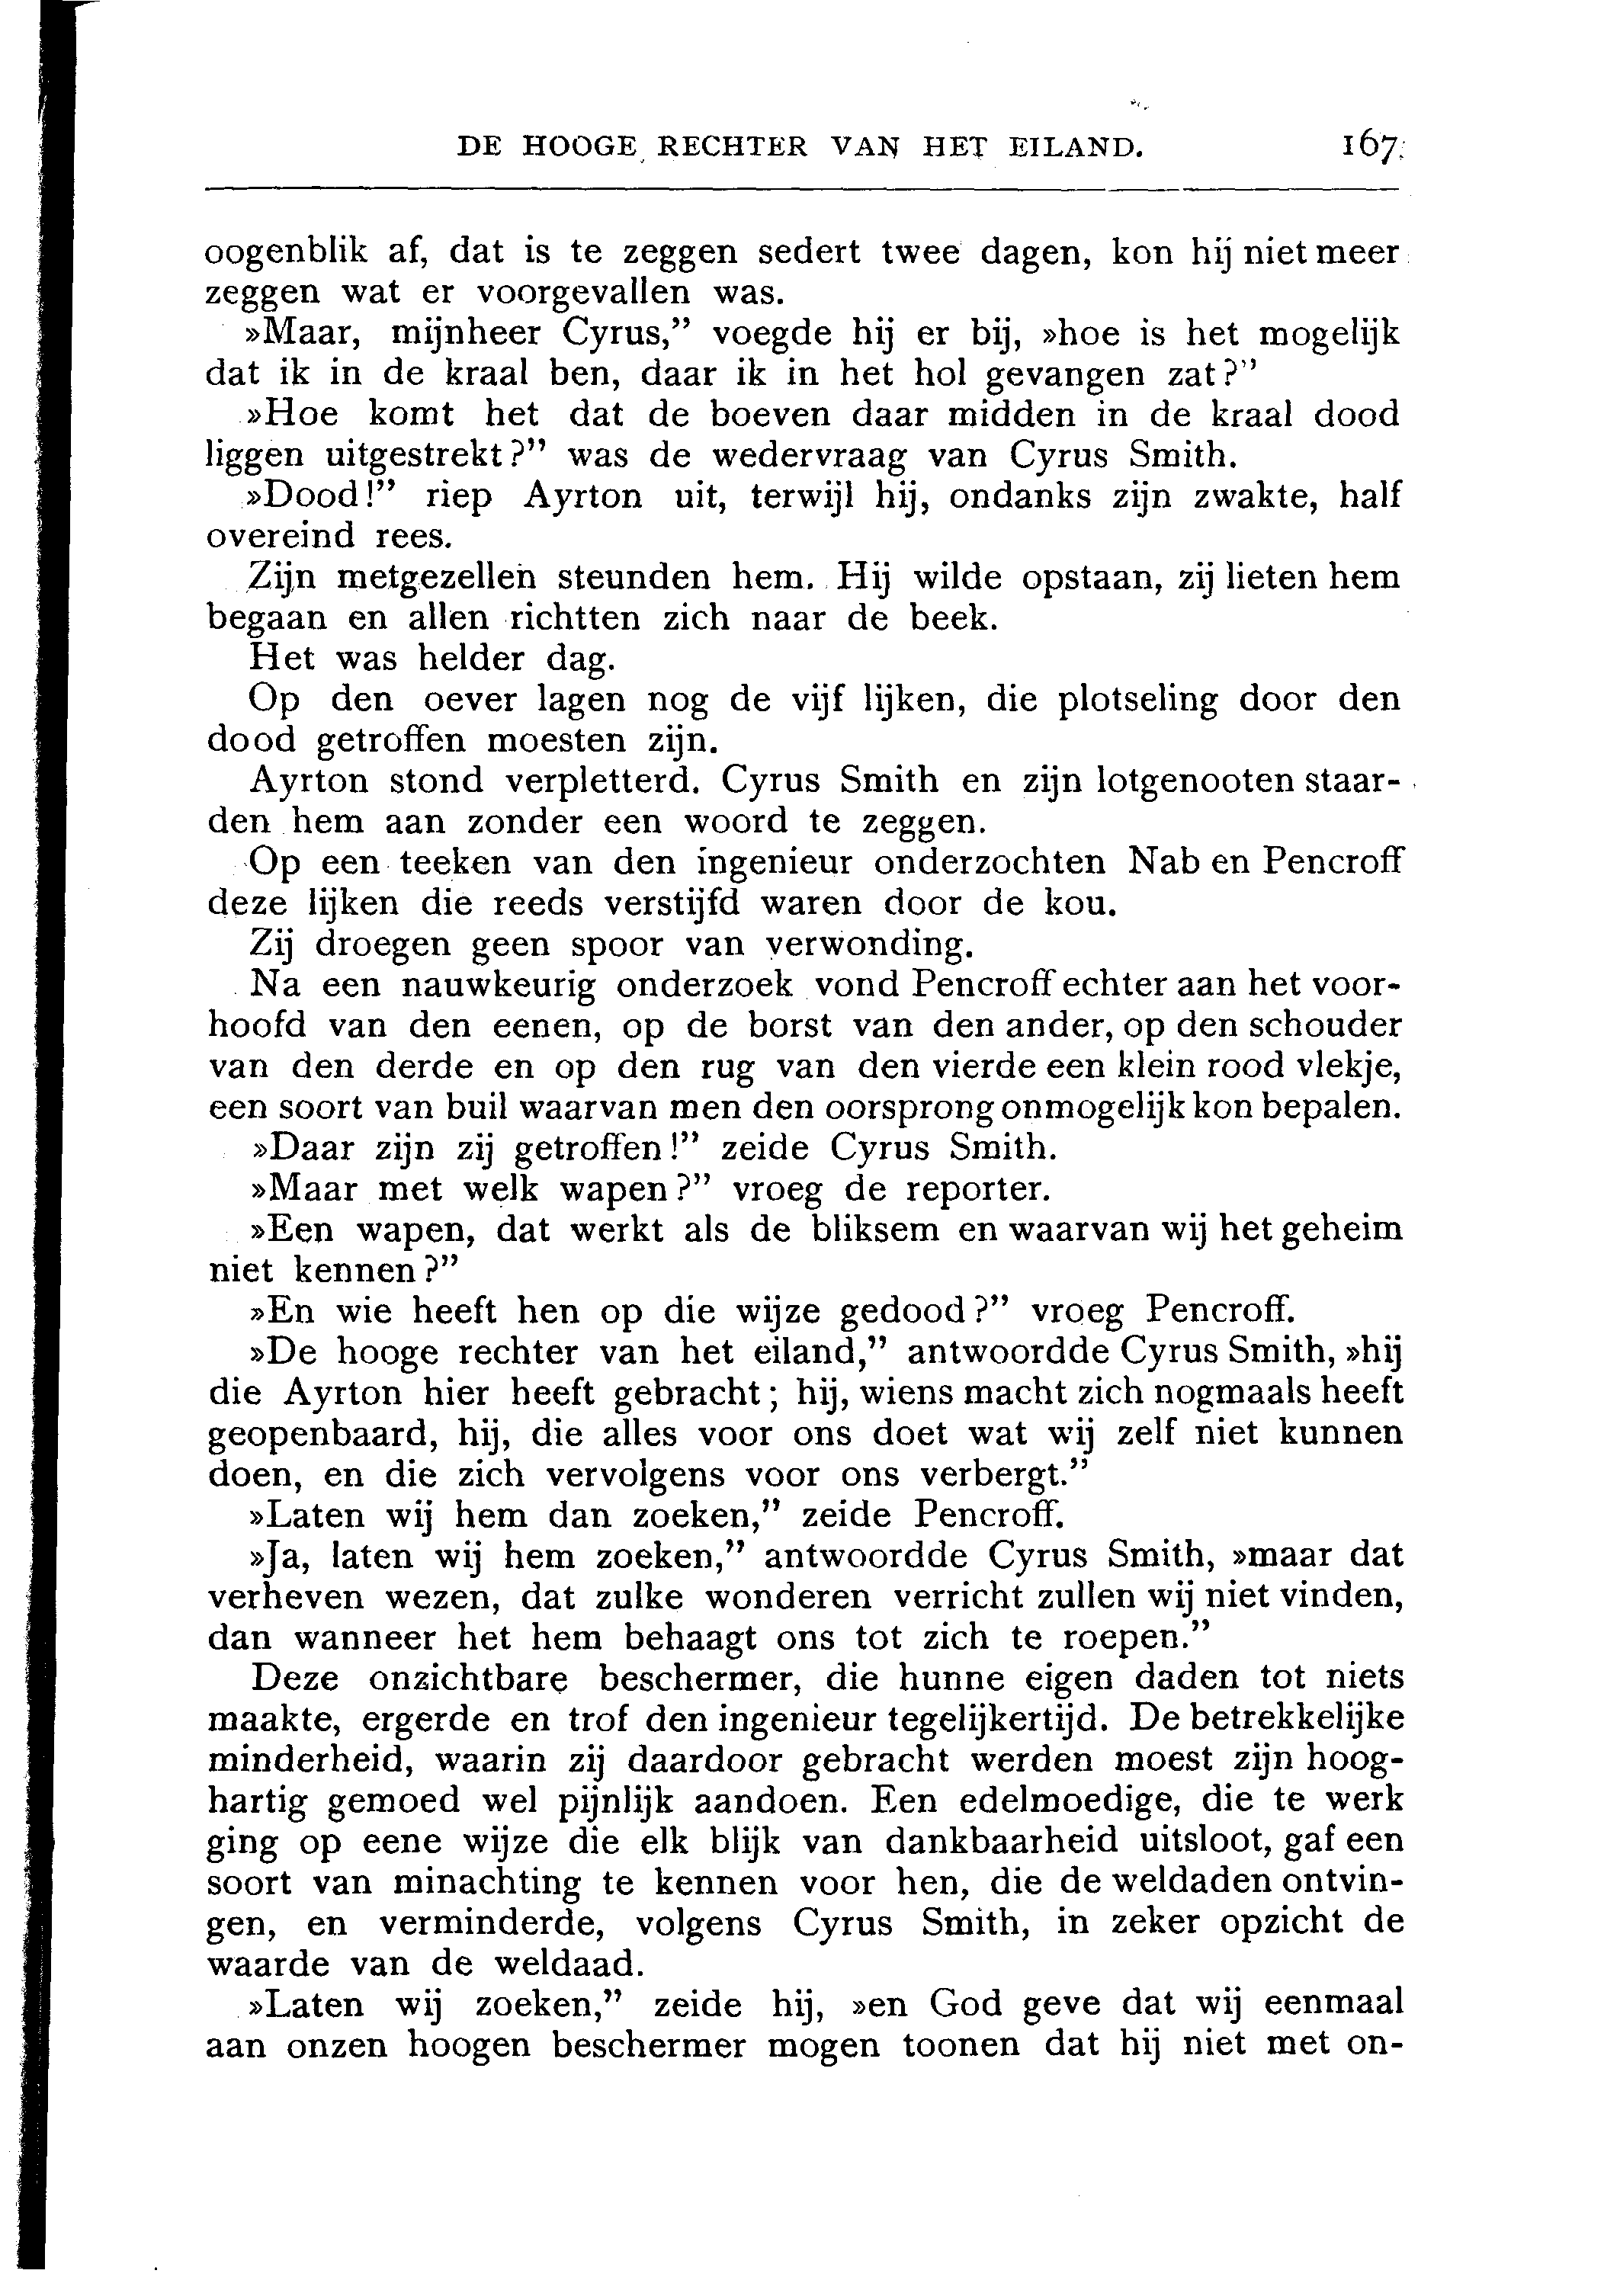 DE HOOGE RECHTER VAN HET EILAND. 167
oogenblik af, dat is te zeggen sedert twee dagen, kon hij niet meer
zeggen wat er voorgevallen was.
»Maar, mijnheer Cyrus,” voegde hij er bij, »hoe is het mogelijk
dat ik in de kraal ben, daar ik in het hol gevangen zat?”
»Hoe komt het dat de boeven daar midden in de kraal dood
liggen uitgestrekt?” was de wedervraag van Cyrus Smith.
»Dood!” riep Ayrton uit, terwijl hij, ondanks zijn zwakte, half
overeind rees.
Zijn metgezellen steunden hem. Hij wilde opstaan, zij lieten hem
begaan en allen richtten zich naar de beek.
Het was helder dag.
Op den oever lagen nog de vijf lijken, die plotseling door den
dood getroffen moesten zijn.
Ayrton stond verpletterd. Cyrus Smith en zijn lotgenooten staar-
den hem aan zonder een woord te zeggen.
Op een teeken van den ingenieur onderzochten Nab en Pencroff
deze lijken die reeds verstijfd waren door de kou.
Zij droegen geen spoor van verwonding.
Na een nauwkeurig onderzoek vond Pencroff echter aan het voor-
hoofd van den eenen, op de borst van den ander, op den schouder
van den derde en op den rug van den vierde een klein rood vlekje,
een soort van buil waarvan men den oorsprong onmogelijk kon bepalen.
»Daar zijn zij getroffen!” zeide Cyrus Smith.
»Maar met welk wapen?” vroeg de reporter.
»Een wapen, dat werkt als de bliksem en waarvan wij het geheim
niet kennen?”
»En wie heeft hen op die wijze gedood?” vroeg Pencroff.
»De hooge rechter van het eiland,” antwoordde Cyrus Smith, »hij
die Ayrton hier heeft gebracht; hij, wiens macht zich nogmaals heeft
geopenbaard, hij, die alles voor ons doet wat wij zelf niet kunnen
doen, en die zich vervolgens voor ons verbergt.”
»Laten wij hem dan zoeken,” zeide Pencroff.
»Ja, laten wij hem zoeken,” antwoordde Cyrus Smith, »maar dat
verheven wezen, dat zulke wonderen verricht zullen wij niet vinden,
dan wanneer het hem behaagt ons tot zich te roepen.”
Deze onzichtbare beschermer, die hunne eigen daden tot niets
maakte, ergerde en trof den ingenieur tegelijkertijd. De betrekkelijke
minderheid, waarin zij daardoor gebracht werden moest zijn hoog-
hartig gemoed wel pijnlijk aandoen. Een edelmoedige, die te werk
ging op eene wijze die elk blijk van dankbaarheid uitsloot, gaf een
soort van minachting te kennen voor hen, die de weldaden ontvin-
gen, en verminderde, volgens Cyrus Smith, in zeker opzicht de
waarde van de weldaad.
»Laten wij zoeken,” zeide hij, »en God geve dat wij eenmaal
aan onzen hoogen beschermer mogen toonen dat hij niet met on-